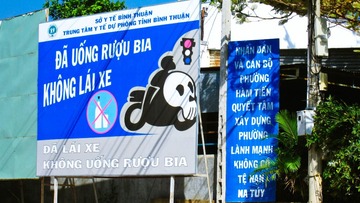 SỞ Y TẾ BÌNH THUẬN
TRUNG TÂM Y TẾ DỰ PHÒNG TỈNH BÌNH THUẬN
ĐÃ UỐNG RƯỢU BIA
KHÔNG LÁI XE
ĐÃ LÁI XE
KHÔNG UỐNG RƯỢU BIA
NHÂN DÂN
VÀ CÁN BỘ
PHƯỜNG
HÀM TIẾN
QUYẾT TÂM
XÂY DỰNG
PHƯỜNG
LÀNH MẠNH
KHÔNG CÓ
TỆ NẠN
MA TÚY